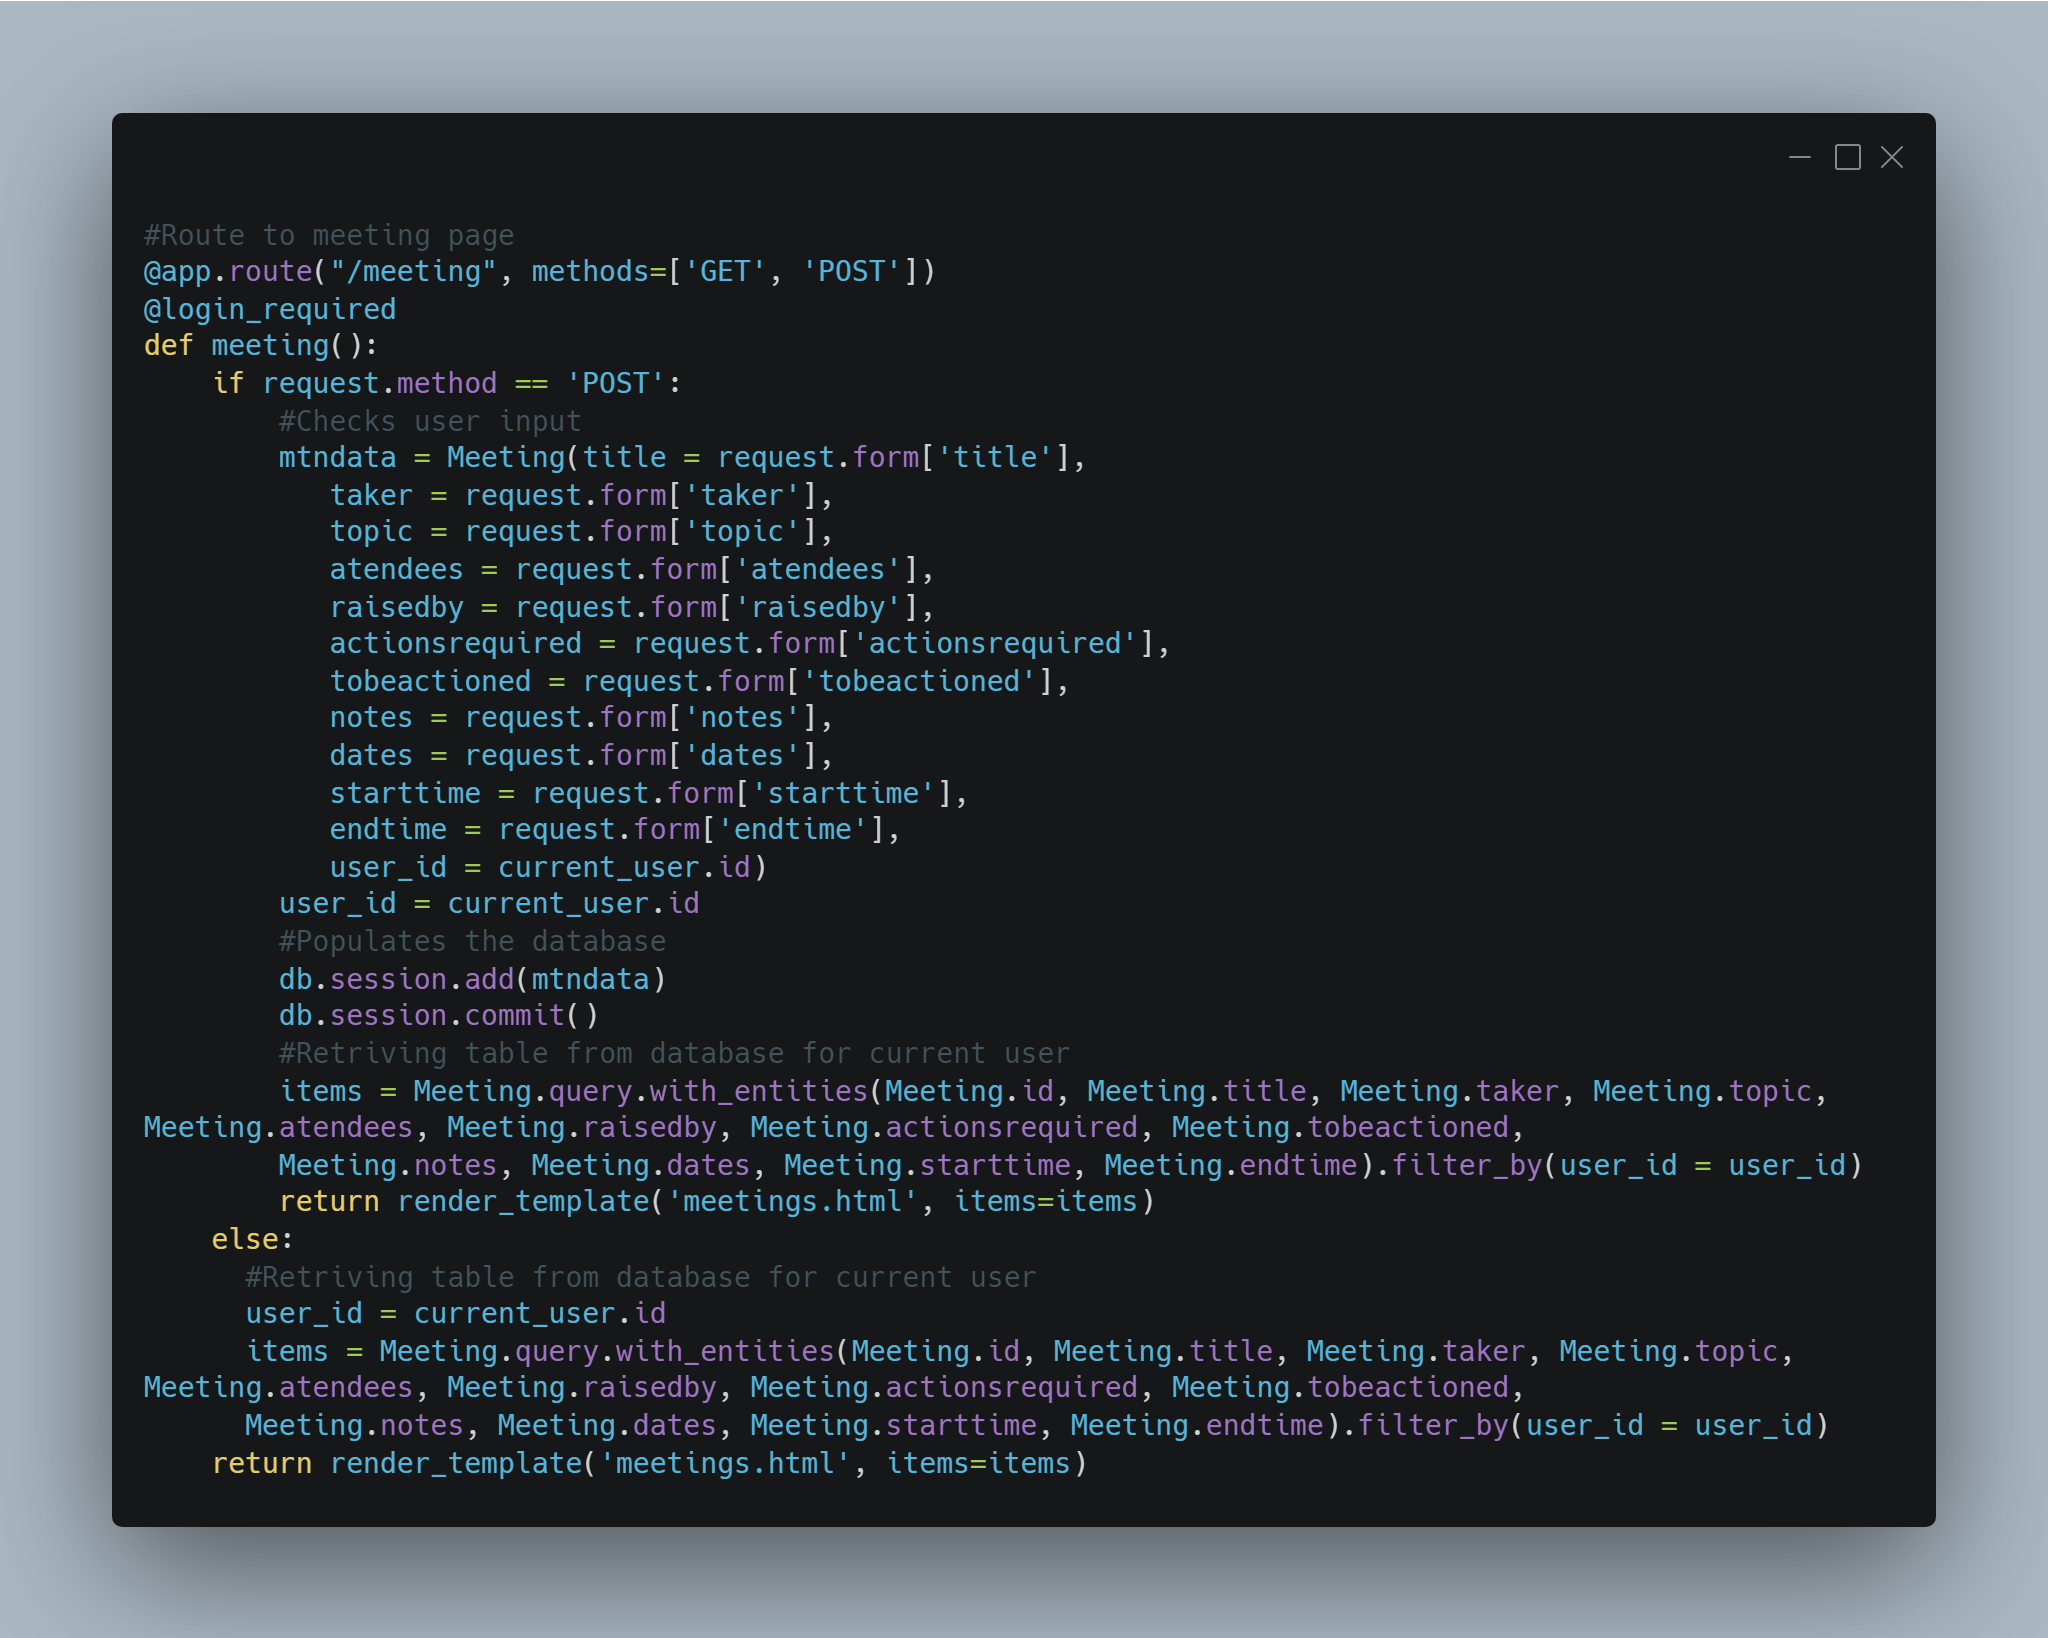 #Route to meeting page
@app.route("/meeting", methods=['GET', 'POST'])
@login_required
def meeting():
    if request.method == 'POST':
        #Checks user input
        mtndata = Meeting(title = request.form['title'],
           taker = request.form['taker'],
           topic = request.form['topic'],
           atendees = request.form['atendees'],
           raisedby = request.form['raisedby'],
           actionsrequired = request.form['actionsrequired'],
           tobeactioned = request.form['tobeactioned'],
           notes = request.form['notes'],
           dates = request.form['dates'],
           starttime = request.form['starttime'],
           endtime = request.form['endtime'],
           user_id = current_user.id)
        user_id = current_user.id
        #Populates the database
        db.session.add(mtndata)
        db.session.commit()
        #Retriving table from database for current user
        items = Meeting.query.with_entities(Meeting.id, Meeting.title, Meeting.taker, Meeting.topic,
Meeting.atendees, Meeting.raisedby, Meeting.actionsrequired, Meeting.tobeactioned,
        Meeting.notes, Meeting.dates, Meeting.starttime, Meeting.endtime).filter_by(user_id = user_id)
        return render_template('meetings.html', items=items)
    else:
      #Retriving table from database for current user
      user_id = current_user.id
      items = Meeting.query.with_entities(Meeting.id, Meeting.title, Meeting.taker, Meeting.topic,
Meeting.atendees, Meeting.raisedby, Meeting.actionsrequired, Meeting.tobeactioned,
      Meeting.notes, Meeting.dates, Meeting.starttime, Meeting.endtime).filter_by(user_id = user_id)
    return render_template('meetings.html', items=items)